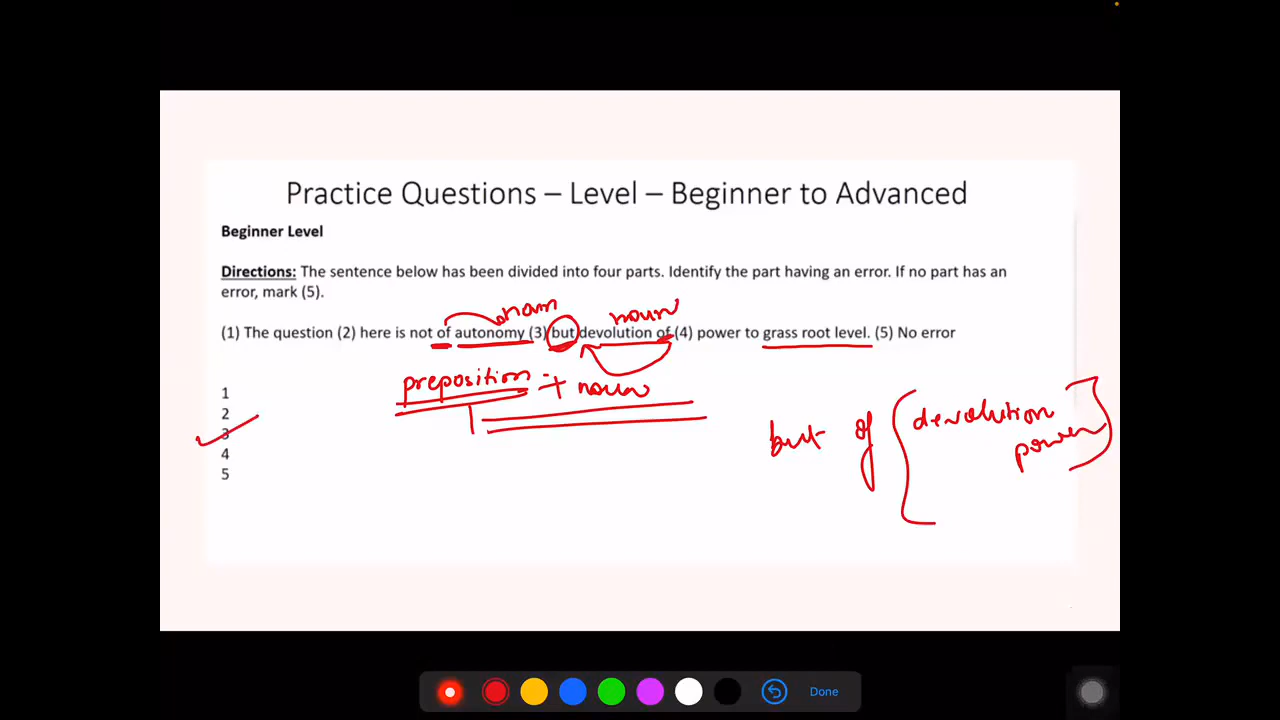 Practice Questions – Level – Beginner to Advanced
Beginner Level
Directions: The sentence below has been divided into four parts. Identify the part having an error. If no part has an
error, mark (5).
noun noun
(1) The question (2) here is not of autonomy (3) but devolution of (4) power to grass root level. (5) No error
preposition + noun
1
2
3
4
5
but of [devolution
power]
Done